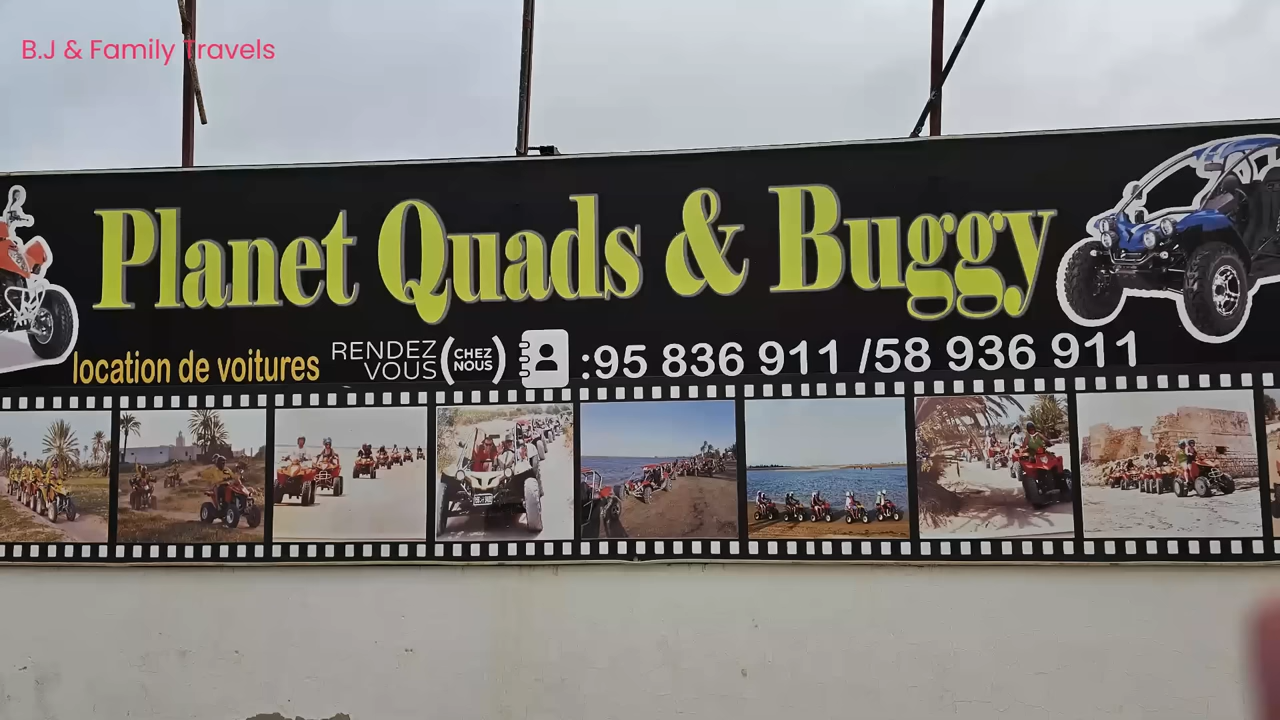 B.J & Family Travels
Planet Quads & Buggy
location de voitures
RENDEZ VOUS (CHEZ NOUS) :95 836 911 /58 936 911